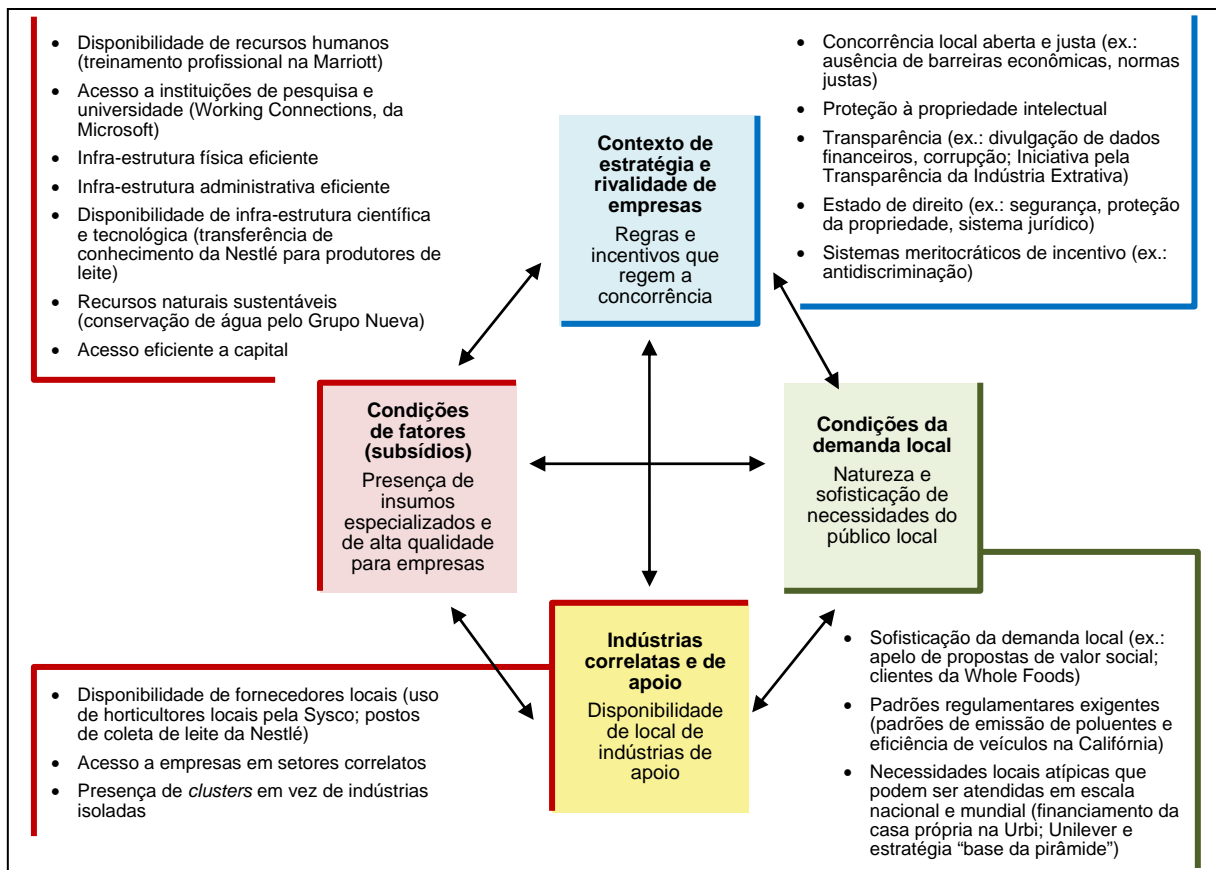 • Disponibilidade de recursos humanos
(treinamento profissional na Marriott)
• Acesso a instituições de pesquisa e
universidade (Working Connections, da
Microsoft)
• Infra-estrutura física eficiente
• Infra-estrutura administrativa eficiente
• Disponibilidade de infra-estrutura científica
e tecnológica (transferência de
conhecimento da Nestlé para produtores de
leite)
• Recursos naturais sustentáveis
(conservação de água pelo Grupo Nueva)
• Acesso eficiente a capital
Contexto de
estratégia e
rivalidade de
empresas
Regras e
incentivos que
regem a
concorrência
• Concorrência local aberta e justa (ex.:
ausência de barreiras econômicas, normas
justas)
• Proteção à propriedade intelectual
• Transparência (ex.: divulgação de dados
financeiros, corrupção; Iniciativa pela
Transparência da Indústria Extrativa)
• Estado de direito (ex.: segurança, proteção
da propriedade, sistema jurídico)
• Sistemas meritocráticos de incentivo (ex.:
antidiscriminação)
Condições
de fatores
(subsídios)
Presença de
insumos
especializados e
de alta qualidade
para empresas
Condições da
demanda local
Natureza e
sofisticação de
necessidades do
público local
Indústrias
correlatas e de
apoio
Disponibilidade
de local de
indústrias de
apoio
• Disponibilidade de fornecedores locais (uso
de horticultores locais pela Sysco; postos
de coleta de leite da Nestlé)
• Acesso a empresas em setores correlatos
• Presença de clusters em vez de indústrias
isoladas
• Sofisticação da demanda local (ex.:
apelo de propostas de valor social;
clientes da Whole Foods)
• Padrões regulamentares exigentes
(padrões de emissão de poluentes e
eficiência de veículos na Califórnia)
• Necessidades locais atípicas que
podem ser atendidas em escala
nacional e mundial (financiamento da
casa própria na Urbi; Unilever e
estratégia “base da pirâmide”)